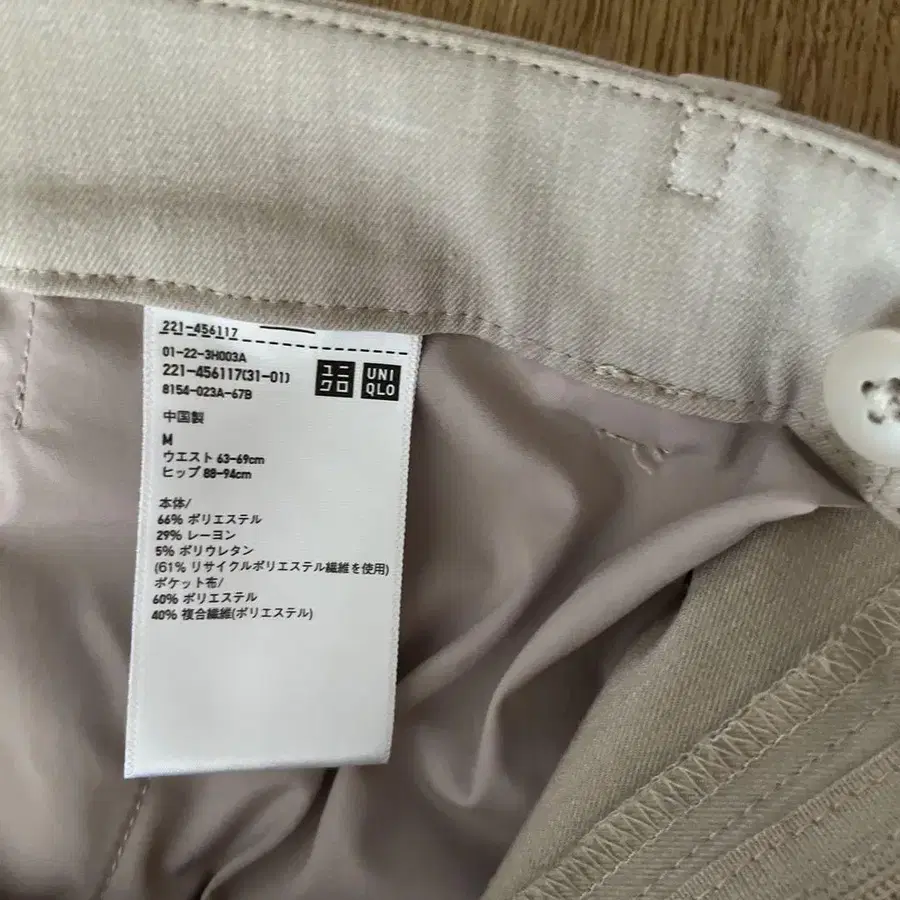 221-456117
01-22-3H003A
221-456117(31-01)
8154-023A-67B
ユニ
クロ
UNI
QLO
中国製
M
ウエスト 63-69cm
ヒップ 88-94cm
本体/
66% ポリエステル
29% レーヨン
5% ポリウレタン
(61% リサイクルポリエステル繊維を使用)
ポケット布/
60% ポリエステル
40% 複合繊維(ポリエステル)